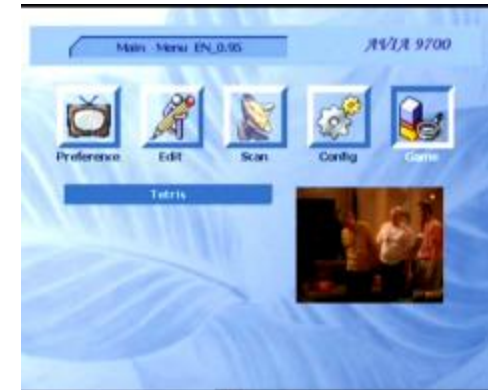 Main Menu EN_0.95
AVIA 9700
Preference Edit Scan Config Game
Tetris